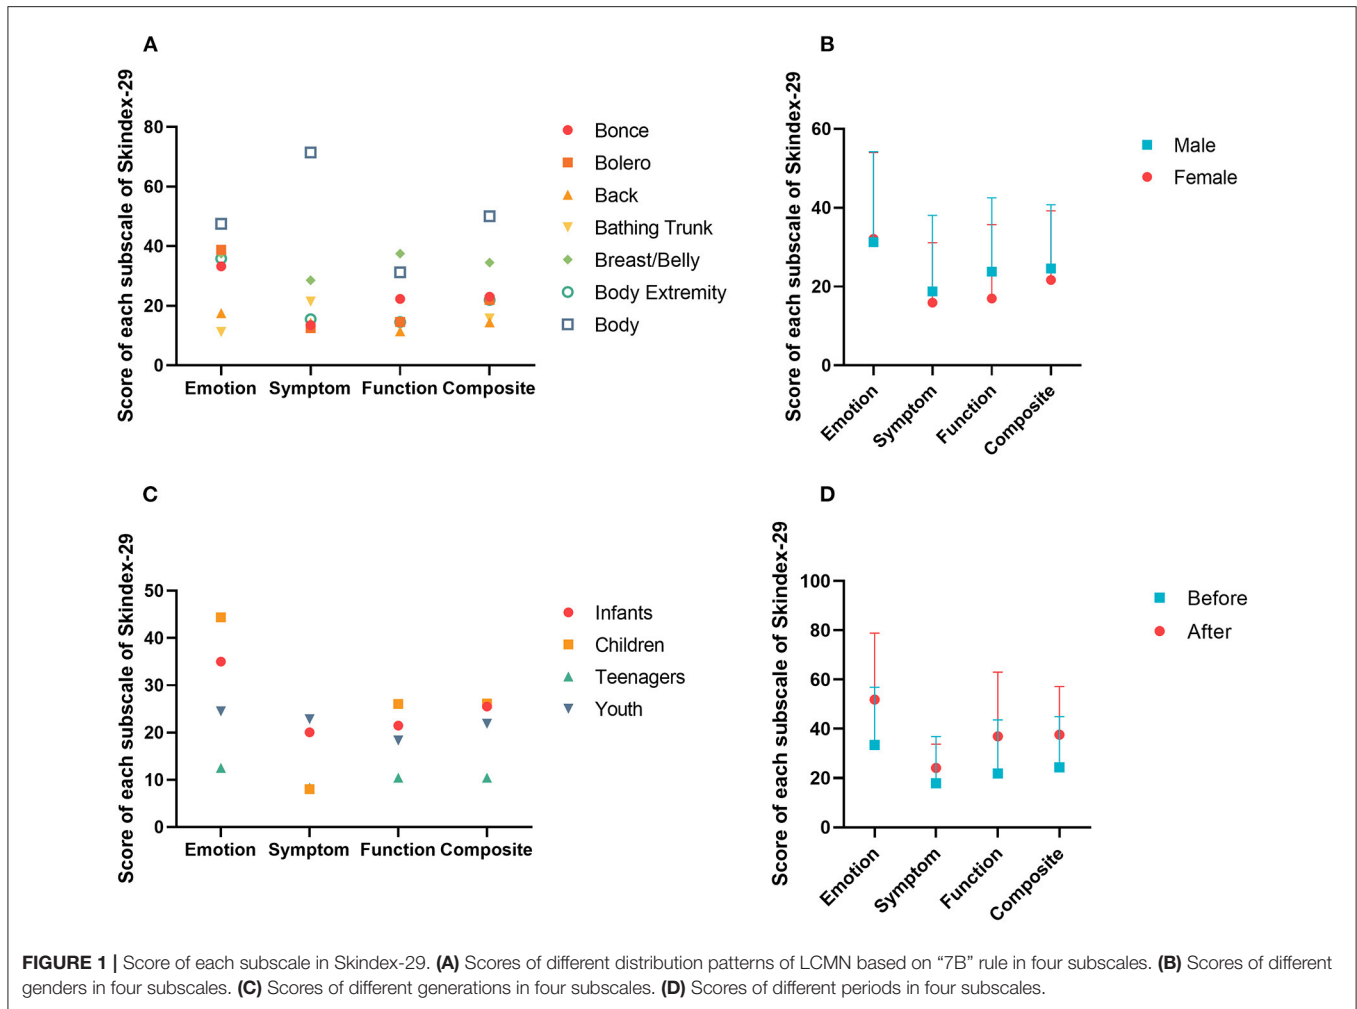 A
Score of each subscale of Skindex-29
80
60
40
20
0
Emotion
Symptom
Function
Composite
Bonce
Bolero
Back
Bathing Trunk
Breast/Belly
Body Extremity
Body
B
Score of each subscale of Skindex-29
60
40
20
0
Emotion
Symptom
Function
Composite
Male
Female
C
Score of each subscale of Skindex-29
50
40
30
20
10
0
Emotion
Symptom
Function
Composite
Infants
Children
Teenagers
Youth
D
Score of each subscale of Skindex-29
100
80
60
40
20
0
Emotion
Symptom
Function
Composite
Before
After
FIGURE 1 | Score of each subscale in Skindex-29. (A) Scores of different distribution patterns of LCMN based on “7B” rule in four subscales. (B) Scores of different
genders in four subscales. (C) Scores of different generations in four subscales. (D) Scores of different periods in four subscales.